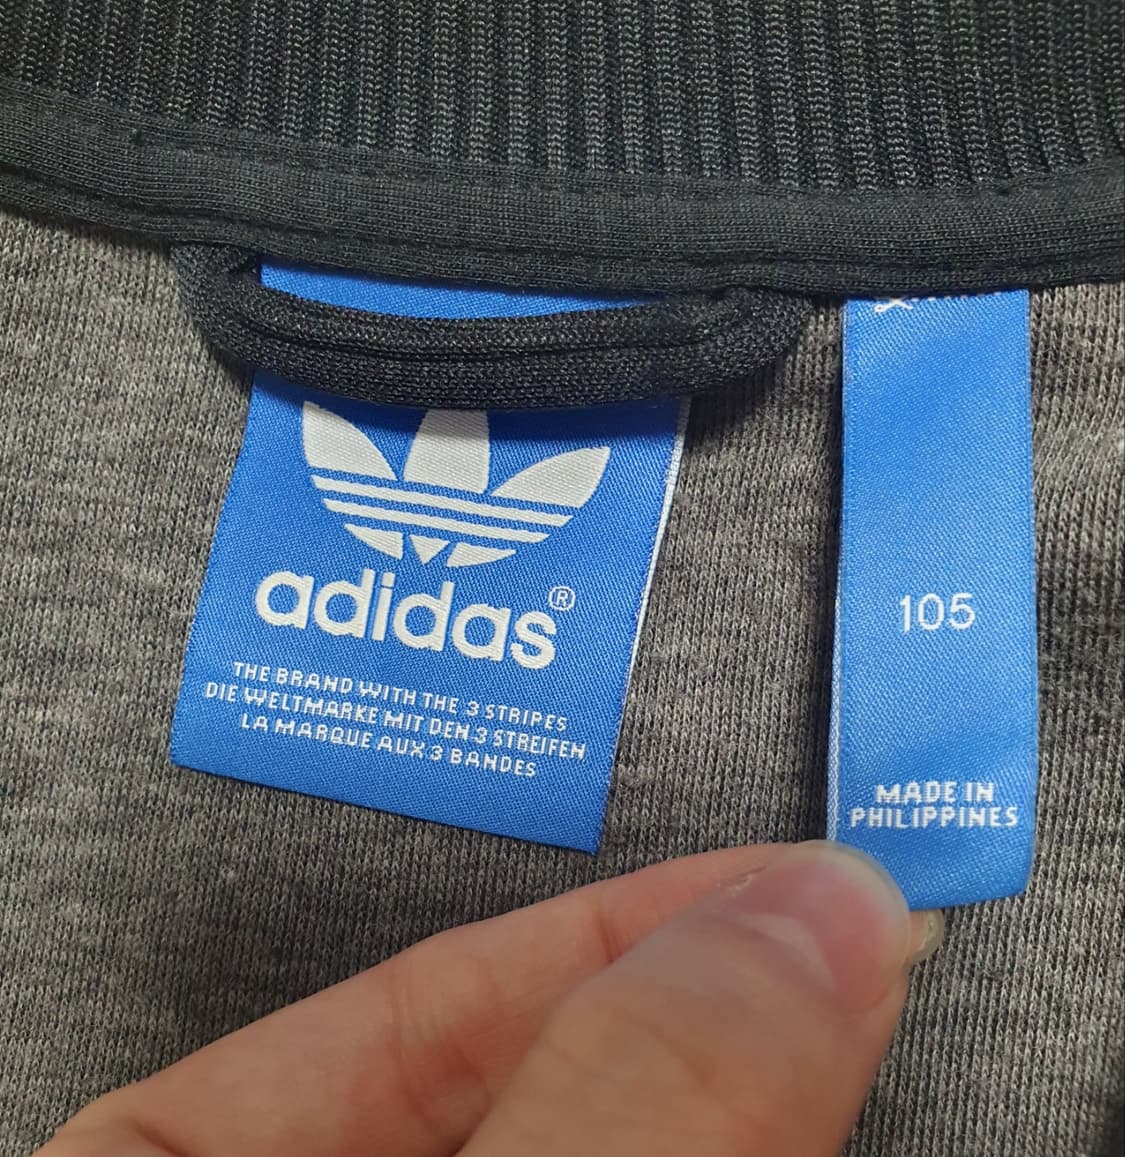 adidas®
THE BRAND WITH THE 3 STRIPES
DIE WELTMARKE MIT DEN 3 STREIFEN
LA MARQUE AUX 3 BANDES
105
MADE IN
PHILIPPINES